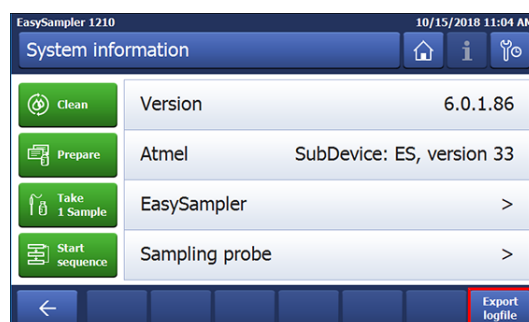 EasySampler 1210 10/15/2018 11:04 AM
System information
Clean
Version 6.0.1.86
Prepare
Atmel SubDevice: ES, version 33
Take
1 Sample
EasySampler >
Start
sequence
Sampling probe >
Export
logfile